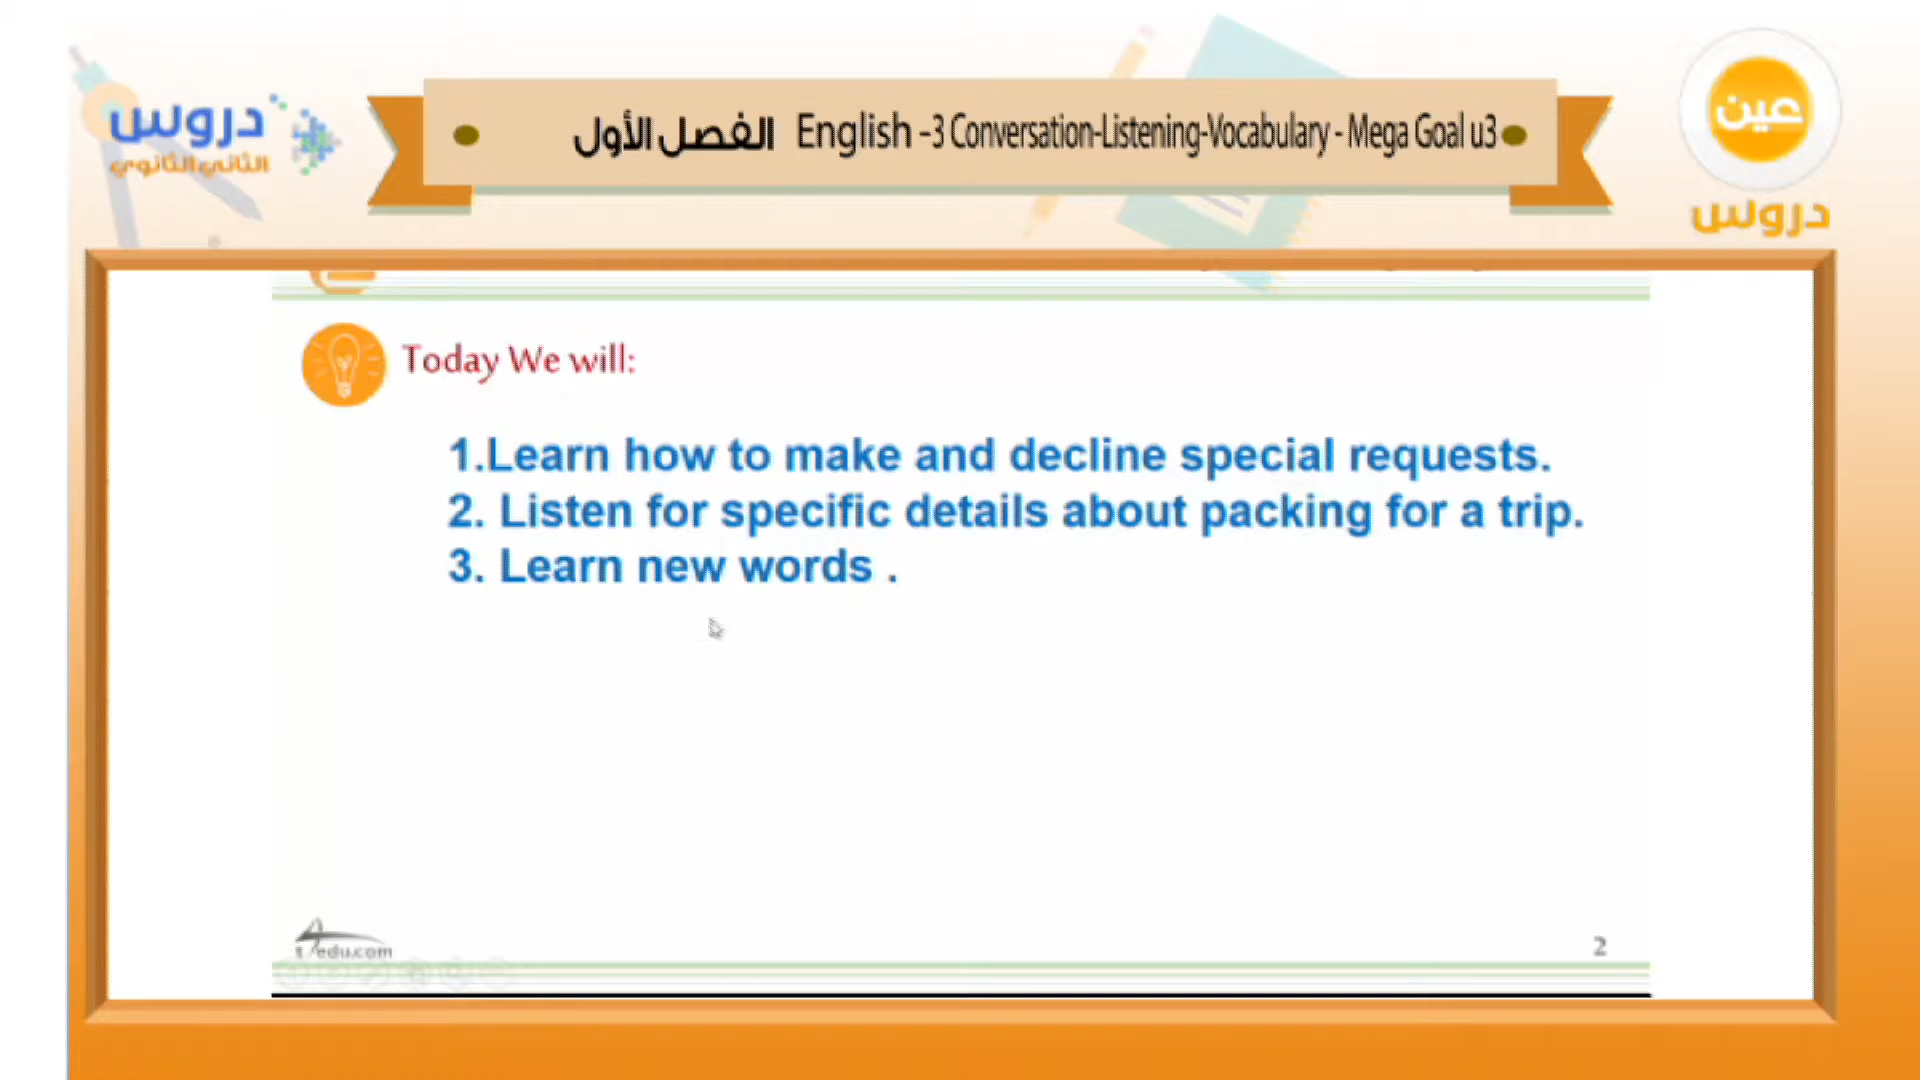 دروس
الثاني الثانوي
الفصل الأول English -3 Conversation-Listening-Vocabulary - Mega Goal u3
عين
دروس
Today We will:
1.Learn how to make and decline special requests.
2. Listen for specific details about packing for a trip.
3. Learn new words .
t4edu.com
2